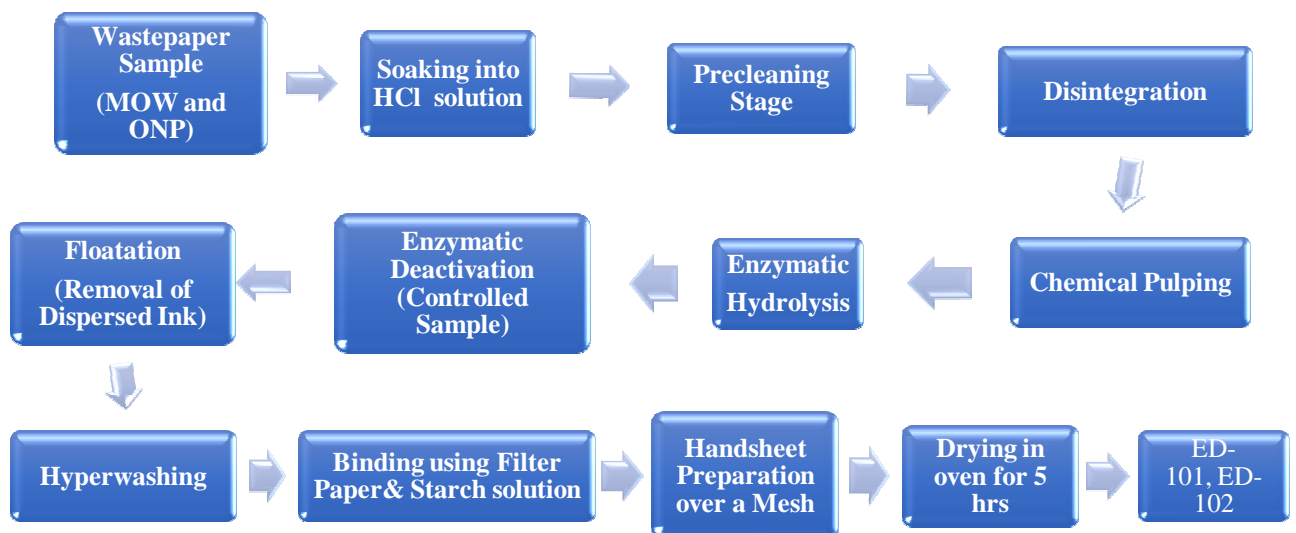 Wastepaper
Sample
(MOW and
ONP)
Soaking into
HCl solution
Precleaning
Stage
Disintegration
Chemical Pulping
Enzymatic
Hydrolysis
Enzymatic
Deactivation
(Controlled
Sample)
Floatation
(Removal of
Dispersed Ink)
Hyperwashing
Binding using Filter
Paper& Starch solution
Handsheet
Preparation
over a Mesh
Drying in
oven for 5
hrs
ED-
101, ED-
102